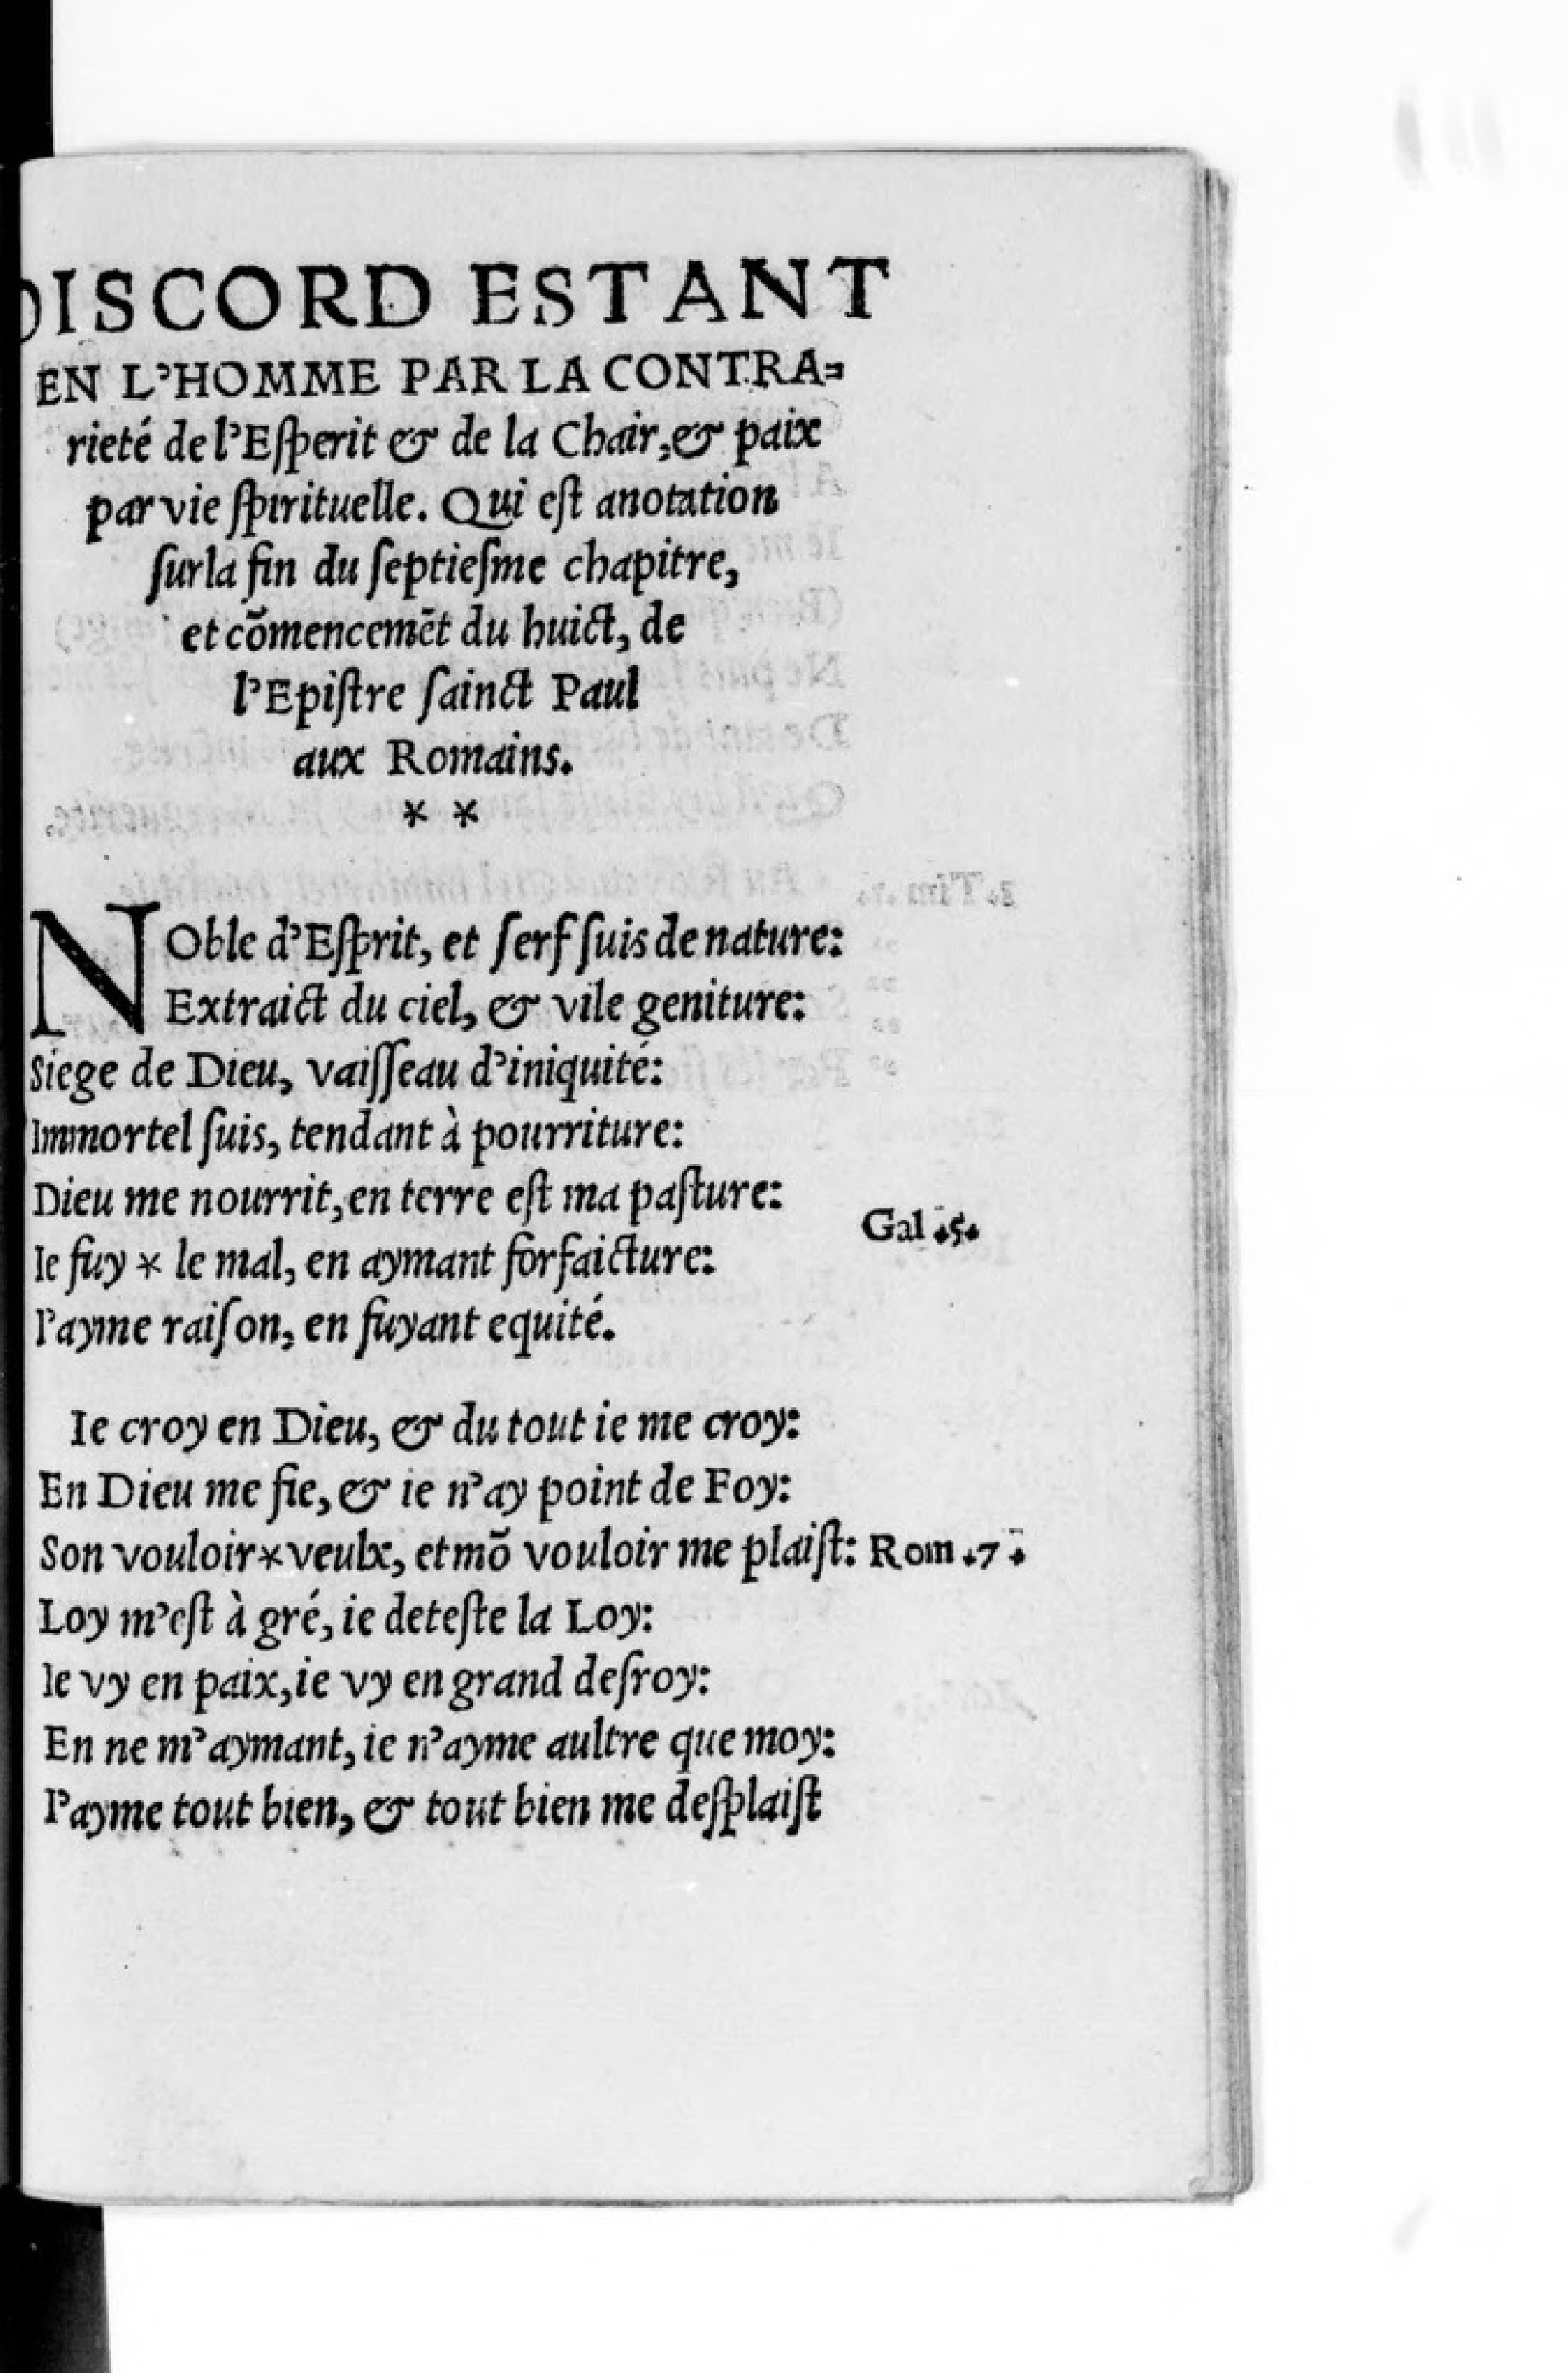 DISCORD ESTANT
EN L'HOMME PAR LA CONTRA=
rieté de l'Eſperit & de la Chair, & paix
par vie ſpirituelle. Qui eſt anotation
ſur la fin du ſeptieſme chapitre,
et cõmencemẽt du huict, de
l'Epiſtre ſainct Paul
aux Romains.
* *
NOble d'Eſprit, et ſerf ſuis de nature:
Extraict du ciel, & vile geniture:
Siege de Dieu, vaiſſeau d'iniquité:
Immortel ſuis, tendant à pourriture:
Dieu me nourrit, en terre eſt ma paſture:
Ie fuy * le mal, en aymant forfaicture: Gal .5.
I'ayme raiſon, en fuyant equité.
Ie croy en Dieu, & du tout ie me croy:
En Dieu me fie, & ie n'ay point de Foy:
Son vouloir * veulx, et mõ vouloir me plaiſt: Rom .7.
Loy m'eſt à gré, ie deteſte la Loy:
Ie vy en paix, ie vy en grand deſroy:
En ne m'aymant, ie n'ayme aultre que moy:
I'ayme tout bien, & tout bien me deſplaiſt